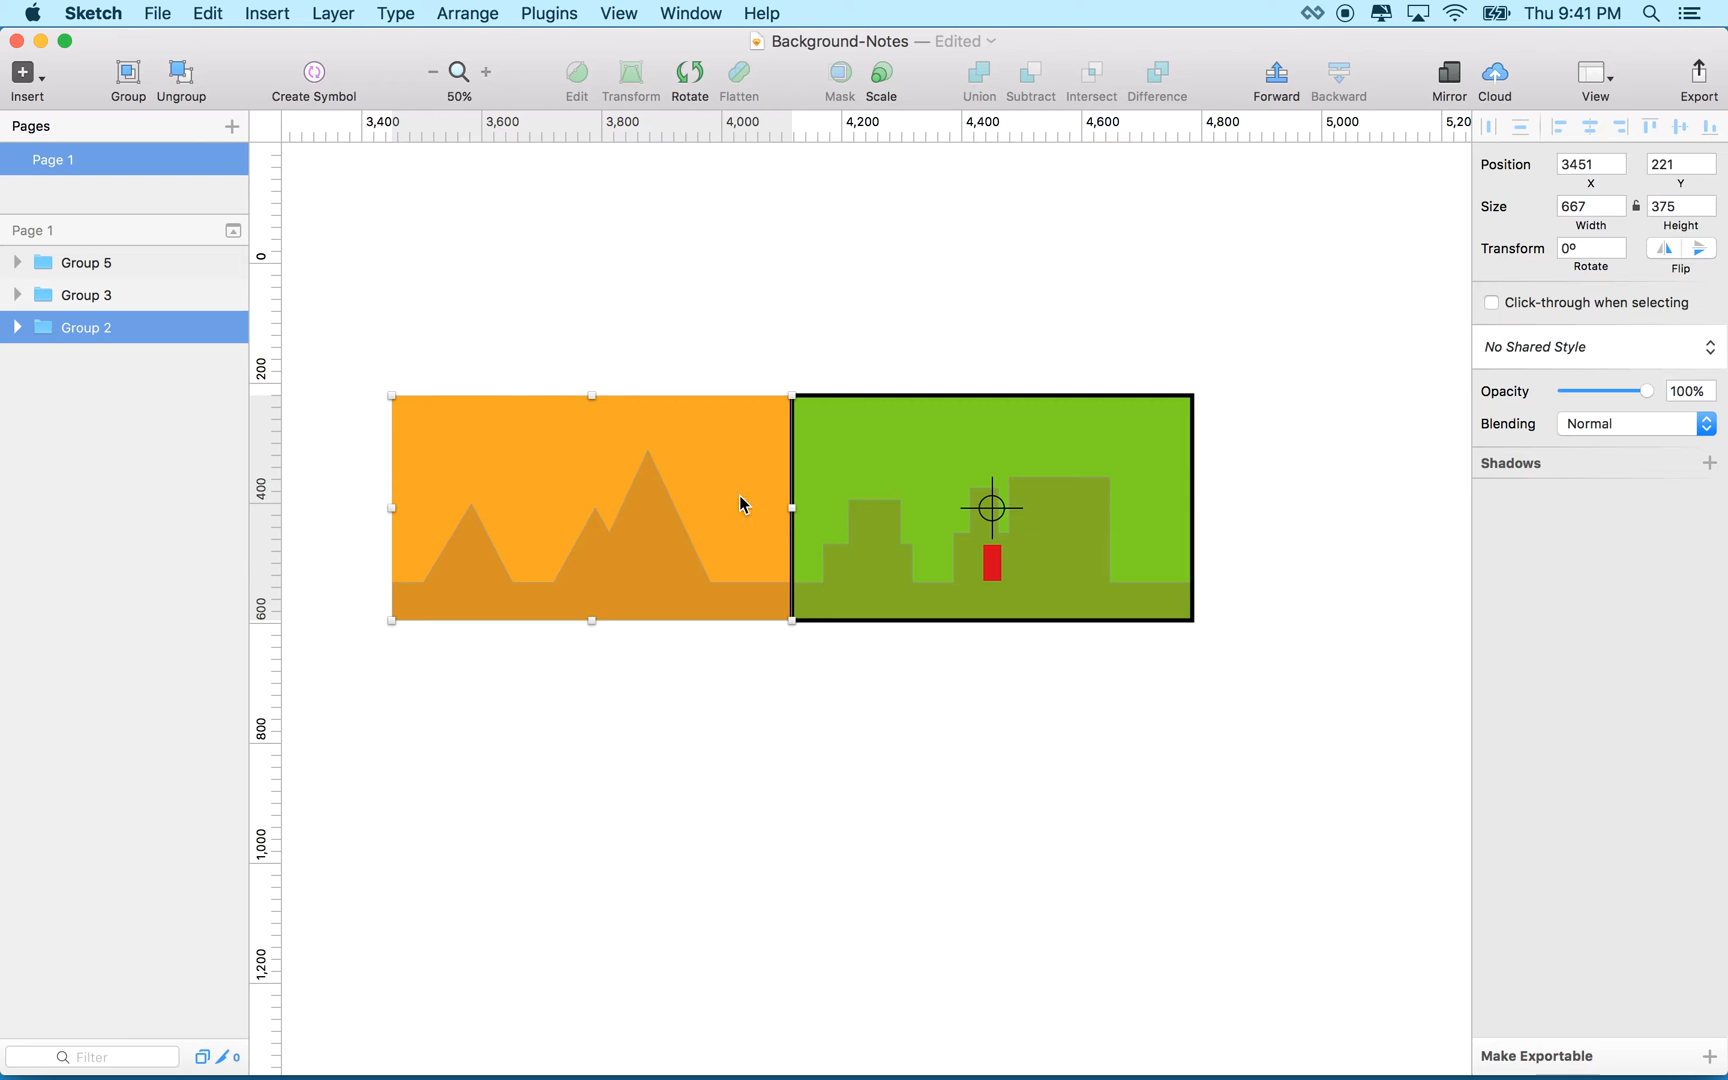 Sketch File Edit Insert Layer Type Arrange Plugins View Window Help Thu 9:41 PM
Background-Notes — Edited
Insert Group Ungroup Create Symbol 50% Edit Transform Rotate Flatten Mask Scale Union Subtract Intersect Difference Forward Backward Mirror Cloud View Export
Pages
Page 1
Page 1
Group 5
Group 3
Group 2
Filter 0
3,400 3,600 3,800 4,000 4,200 4,400 4,600 4,800 5,000 5,20
0
200
400
600
800
1,000
1,200
Position 3451 221
X Y
Size 667 375
Width Height
Transform 0º
Rotate Flip
Click-through when selecting
No Shared Style
Opacity 100%
Blending Normal
Shadows
Make Exportable